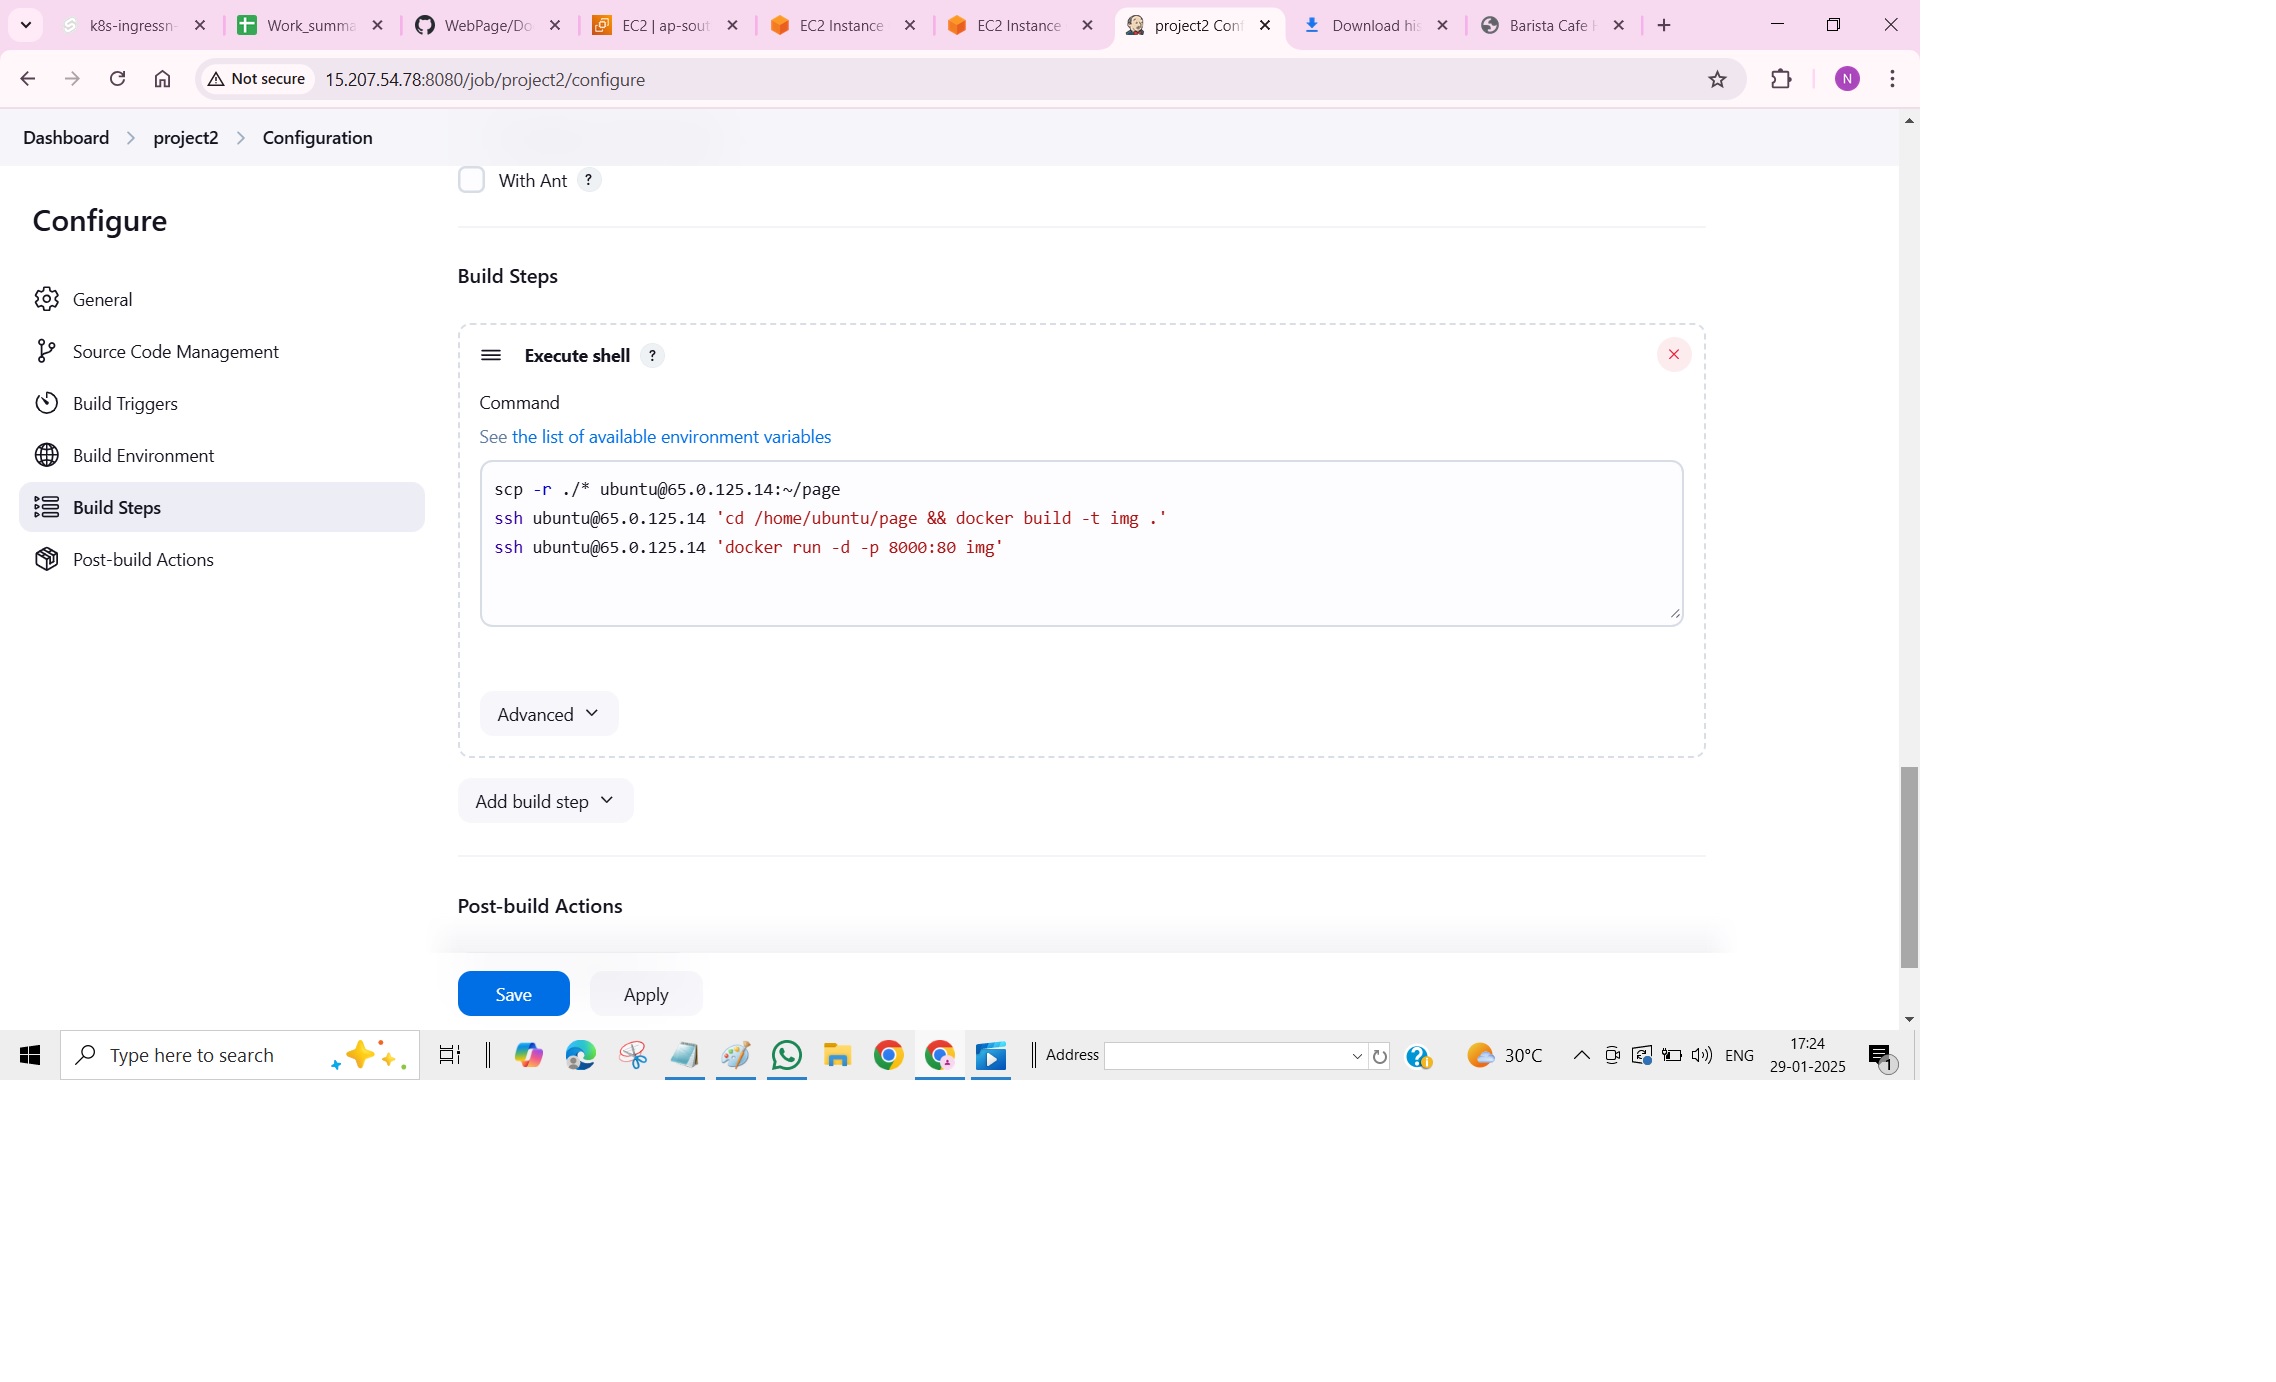 k8s-ingressn-
Work_summa
WebPage/Do
EC2 | ap-sout
EC2 Instance
EC2 Instance
project2 Conf
Download his
Barista Cafe H
Not secure
15.207.54.78:8080/job/project2/configure
N
Dashboard
project2
Configuration
With Ant ?
Configure
General
Source Code Management
Build Triggers
Build Environment
Build Steps
Post-build Actions
Build Steps
Execute shell ?
Command
See the list of available environment variables
scp -r ./* ubuntu@65.0.125.14:~/page
ssh ubuntu@65.0.125.14 'cd /home/ubuntu/page && docker build -t img .'
ssh ubuntu@65.0.125.14 'docker run -d -p 8000:80 img'
Advanced
Add build step
Post-build Actions
Save
Apply
Type here to search
Address
30°C
ENG
17:24
29-01-2025
1